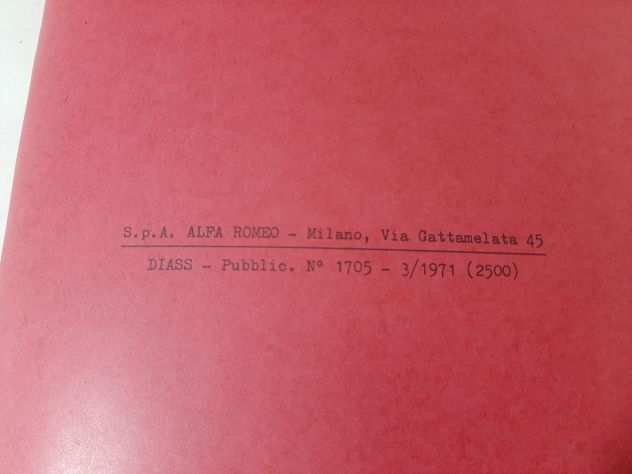 S.p.A. ALFA ROMEO - Milano, Via Gattamelata 45
DIASS - Pubblic. N° 1705 - 3/1971 (2500)